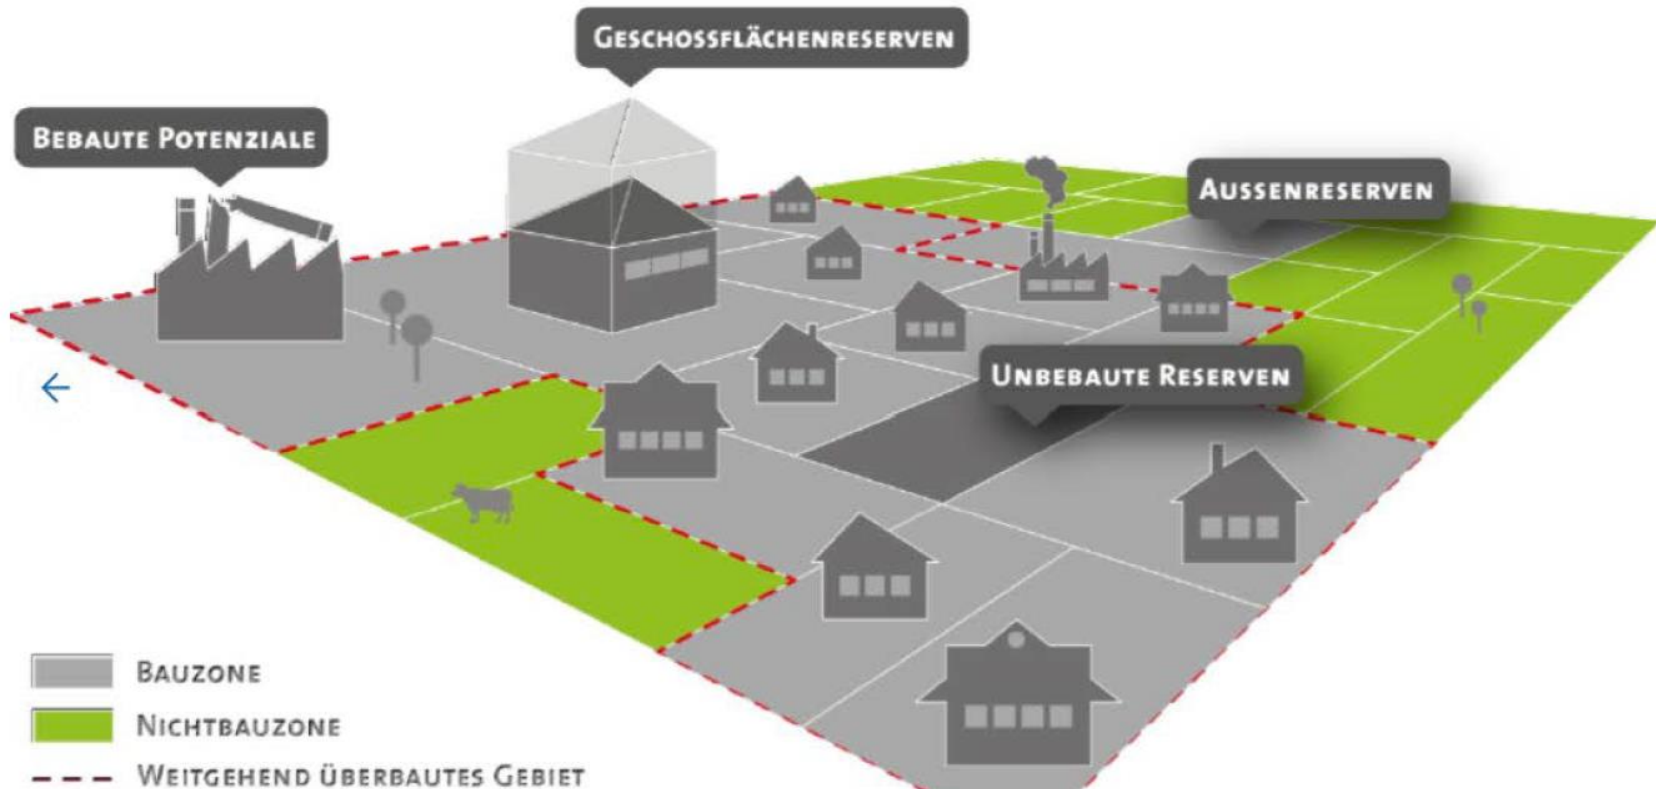 GESCHOSSFLÄCHENRESERVEN
BEBAUTE POTENZIALE
AUSSENRESERVEN
UNBEBAUTE RESERVEN
BAUZONE
NICHTBAUZONE
WEITGEHEND ÜBERBAUTES GEBIET